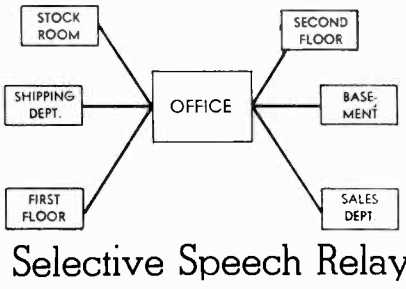 STOCK
ROOM
SECOND
FLOOR
SHIPPING
DEPT.
OFFICE
BASE-
MENT
FIRST
FLOOR
SALES
DEPT.
Selective Speech Relay